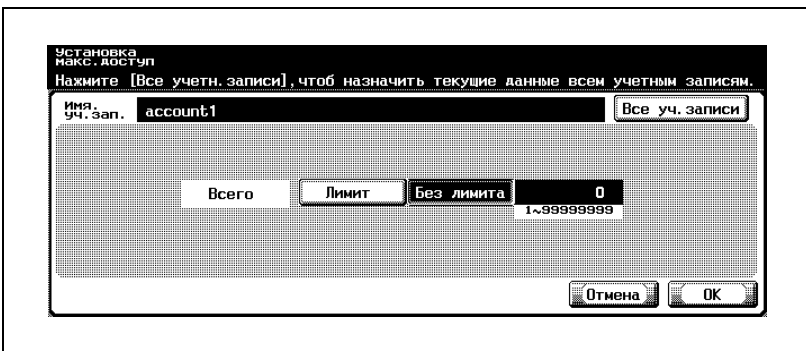 Установка
макс.доступ
Нажмите [Все учетн.записи],чтоб назначить текущие данные всем учетным записям.
Имя.
уч.зап. account1 Все уч.записи
Всего Лимит Без лимита 0
1~99999999
Отмена OK